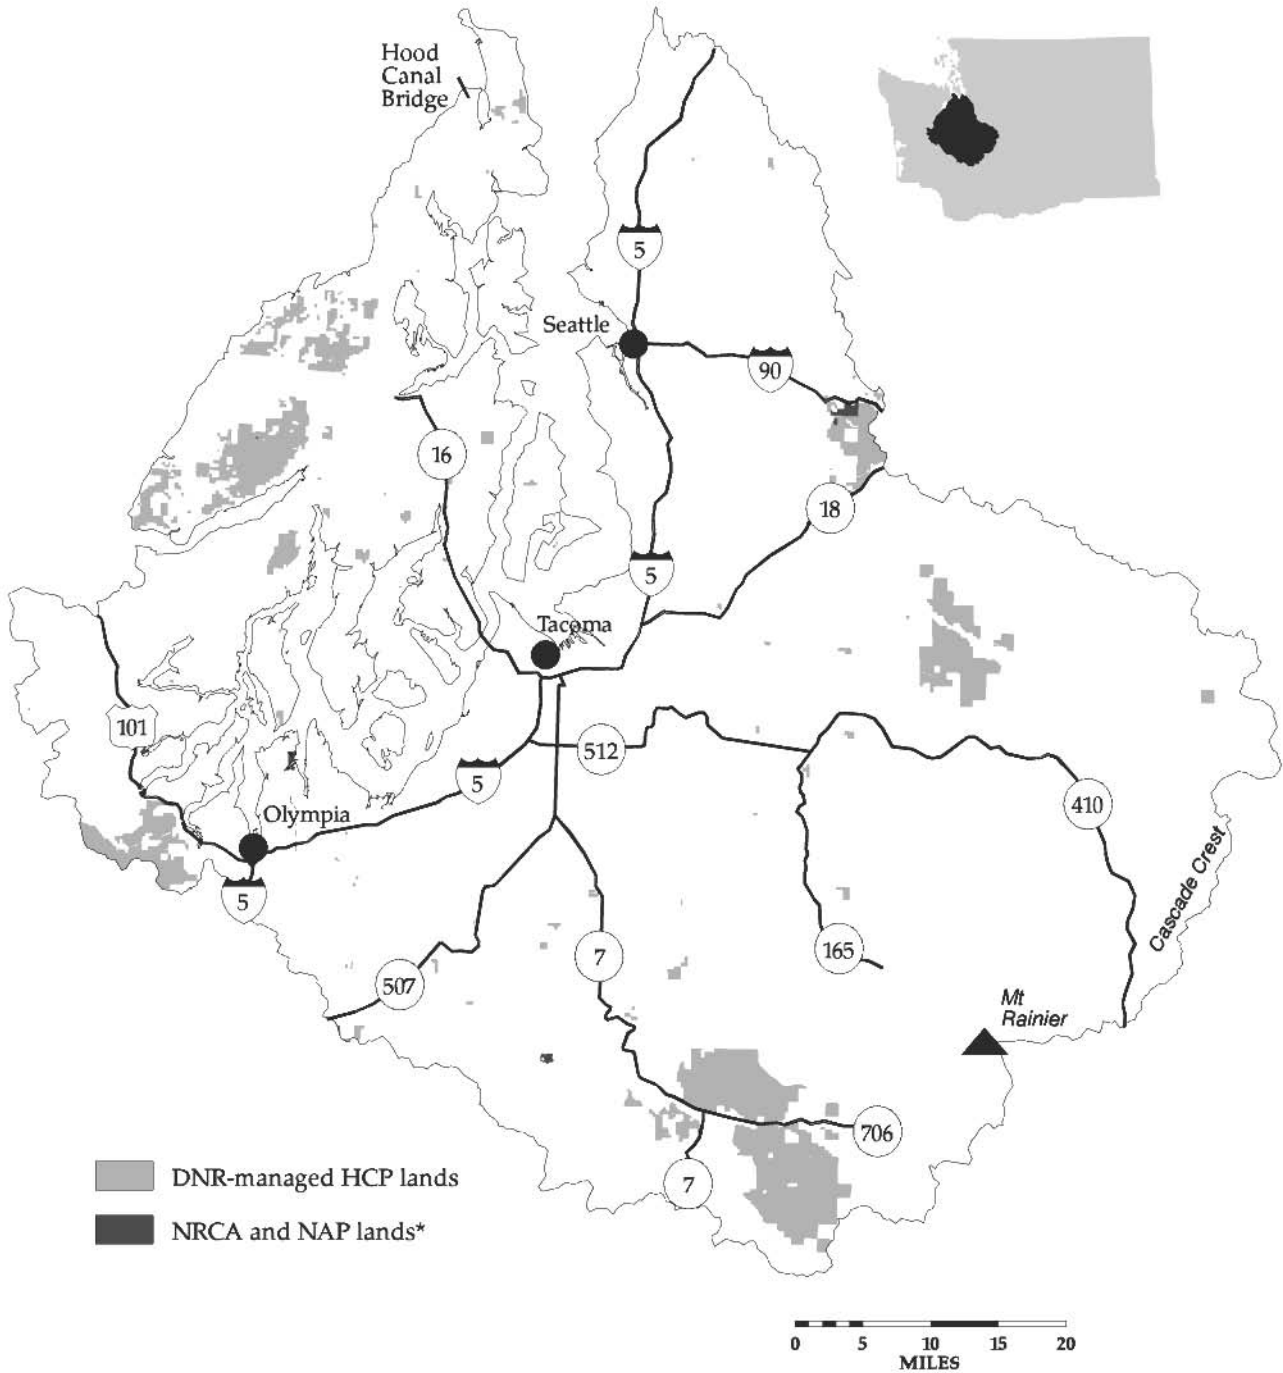 Hood
Canal
Bridge
5
Seattle
90
16
18
5
Tacoma
101
512
5
410
Olympia
5
Cascade Crest
165
7
507
Mt
Rainier
706
7
DNR-managed HCP lands
NRCA and NAP lands*
0 5 10 15 20
MILES